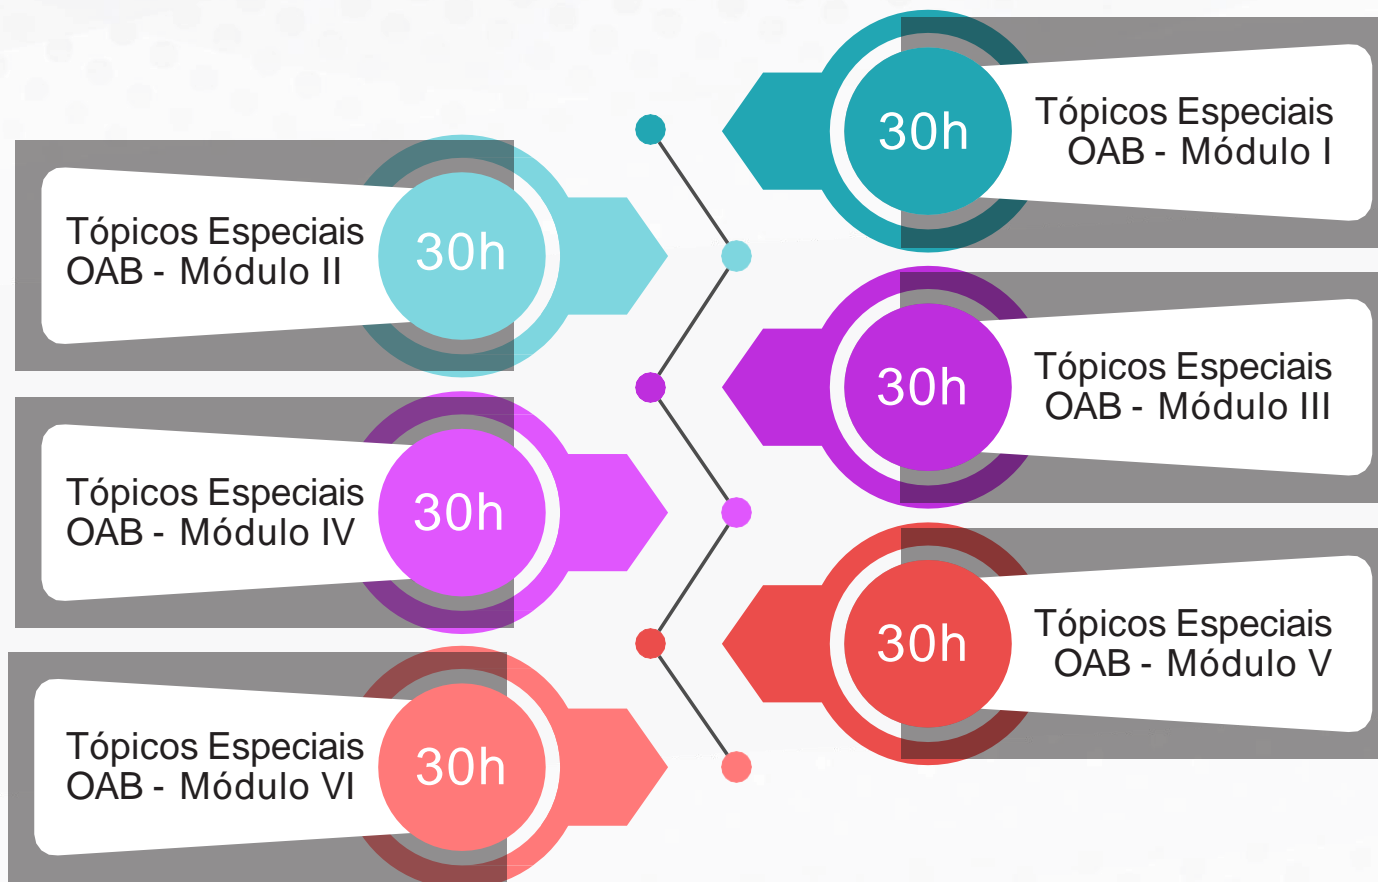 30h
Tópicos Especiais
OAB - Módulo I
Tópicos Especiais
OAB - Módulo II
30h
30h
Tópicos Especiais
OAB - Módulo III
Tópicos Especiais
OAB - Módulo IV
30h
30h
Tópicos Especiais
OAB - Módulo V
Tópicos Especiais
OAB - Módulo VI
30h